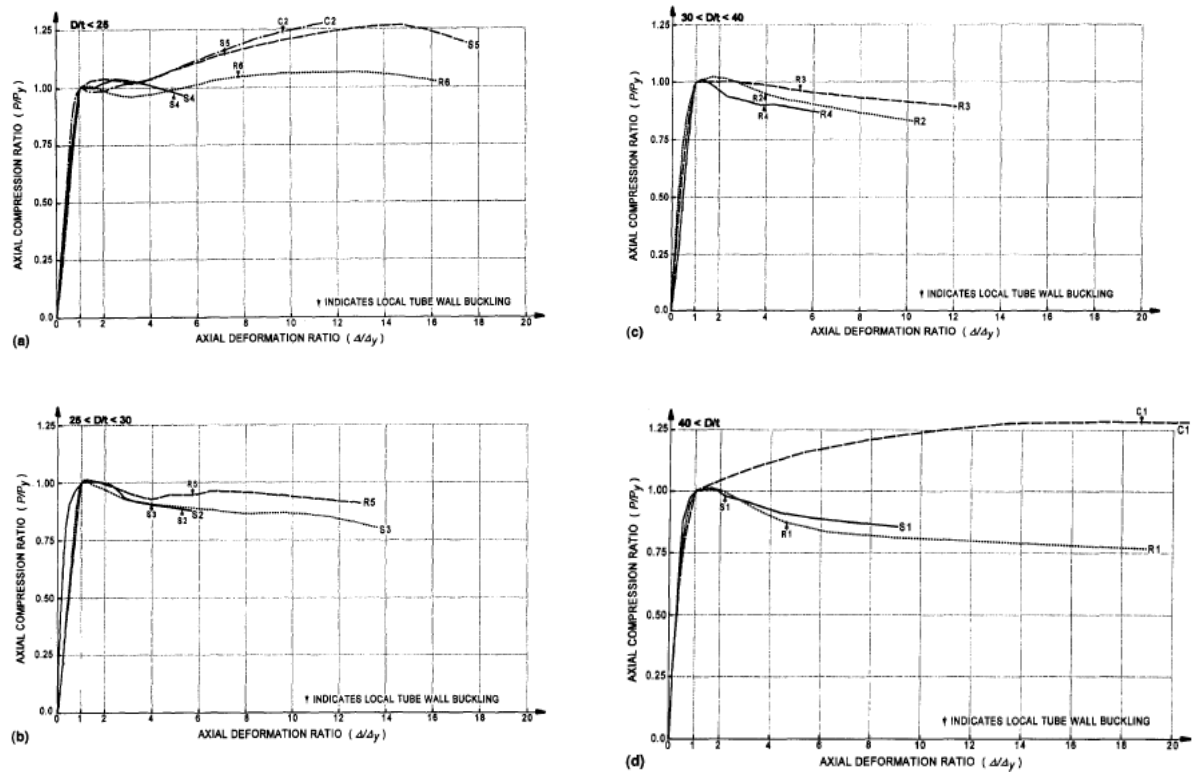 D/t < 25
C2
C2
S5
S5
R6
R6
S4
S4
1.25
1.00
0.75
0.50
0.25
0.0
AXIAL COMPRESSION RATIO ( P/Py )
INDICATES LOCAL TUBE WALL BUCKLING
0 2 4 6 8 10 12 14 16 18 20
(a)
AXIAL DEFORMATION RATIO ( Δ/Δy )
30 < D/t < 40
R3
R3
R2
R2
R4
R4
1.25
1.00
0.75
0.50
0.25
0.0
AXIAL COMPRESSION RATIO ( P/Py )
INDICATES LOCAL TUBE WALL BUCKLING
0 2 4 6 8 10 12 14 16 18 20
(c)
AXIAL DEFORMATION RATIO ( Δ/Δy )
25 < D/t < 30
R5
R5
S3
S2
S2
S3
1.25
1.00
0.75
0.50
0.25
0.0
AXIAL COMPRESSION RATIO ( P/Py )
INDICATES LOCAL TUBE WALL BUCKLING
0 2 4 6 8 10 12 14 16 18 20
(b)
AXIAL DEFORMATION RATIO ( Δ/Δy )
40 < D/t
C1
C1
S1
S1
R1
R1
1.25
1.00
0.75
0.50
0.25
0.0
AXIAL COMPRESSION RATIO ( P/Py )
INDICATES LOCAL TUBE WALL BUCKLING
0 2 4 6 8 10 12 14 16 18 20
(d)
AXIAL DEFORMATION RATIO ( Δ/Δy )